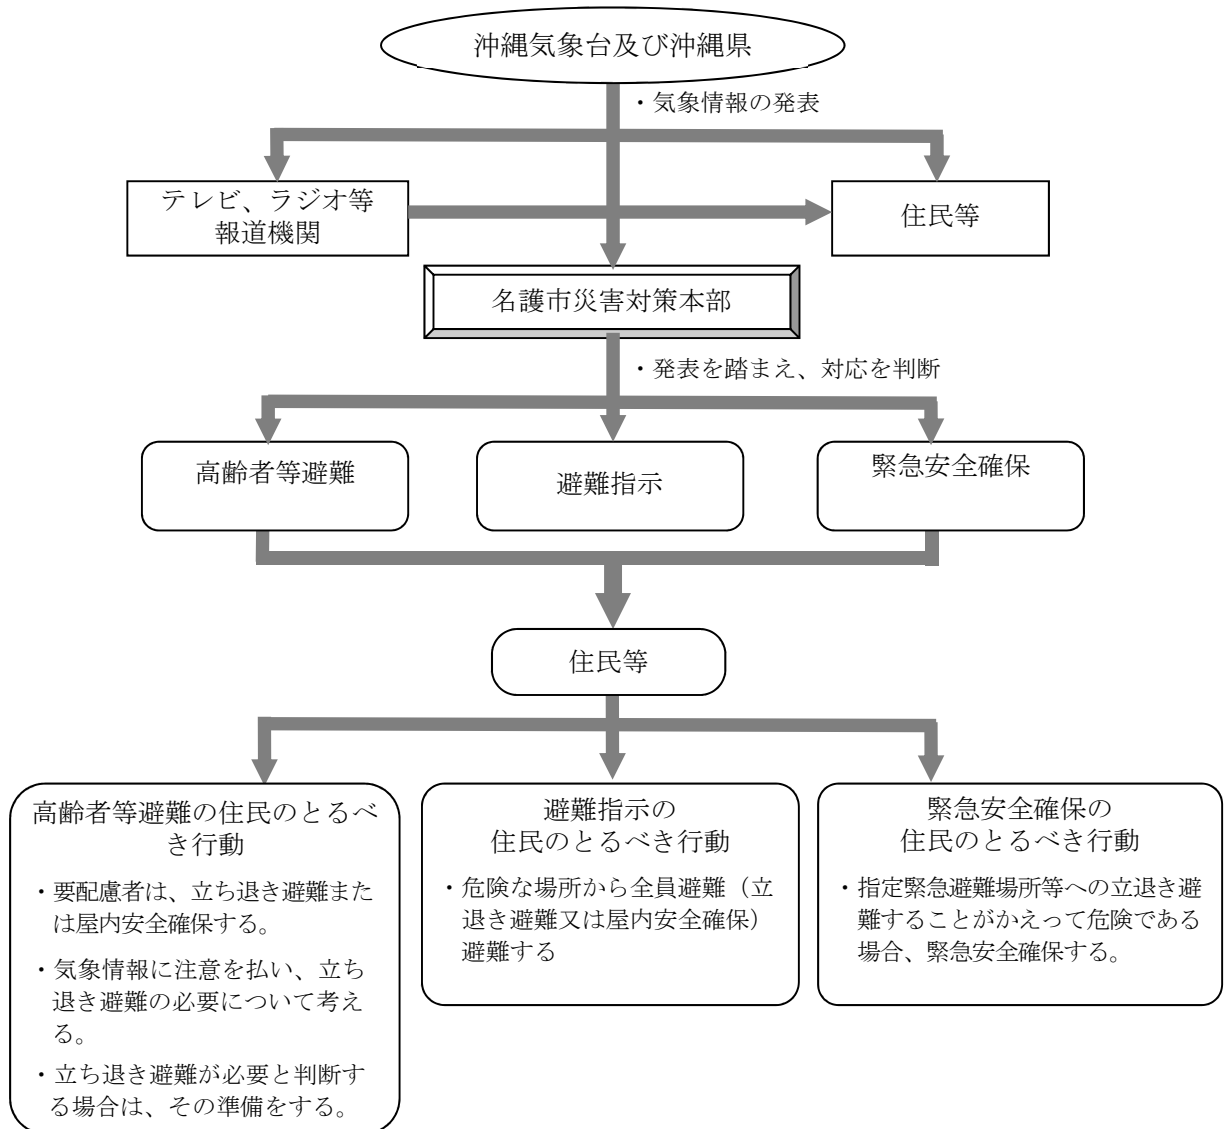 沖縄気象台及び沖縄県
・気象情報の発表
テレビ、ラジオ等
報道機関
住民等
名護市災害対策本部
・発表を踏まえ、対応を判断
高齢者等避難
避難指示
緊急安全確保
住民等
高齢者等避難の住民のとるべ
き行動
・要配慮者は、立ち退き避難また
は屋内安全確保する。
・気象情報に注意を払い、立ち
退き避難の必要について考え
る。
・立ち退き避難が必要と判断す
る場合は、その準備をする。
避難指示の
住民のとるべき行動
・危険な場所から全員避難（立
退き避難又は屋内安全確保）
避難する
緊急安全確保の
住民のとるべき行動
・指定緊急避難場所等への立退き避
難することがかえって危険である
場合、緊急安全確保する。